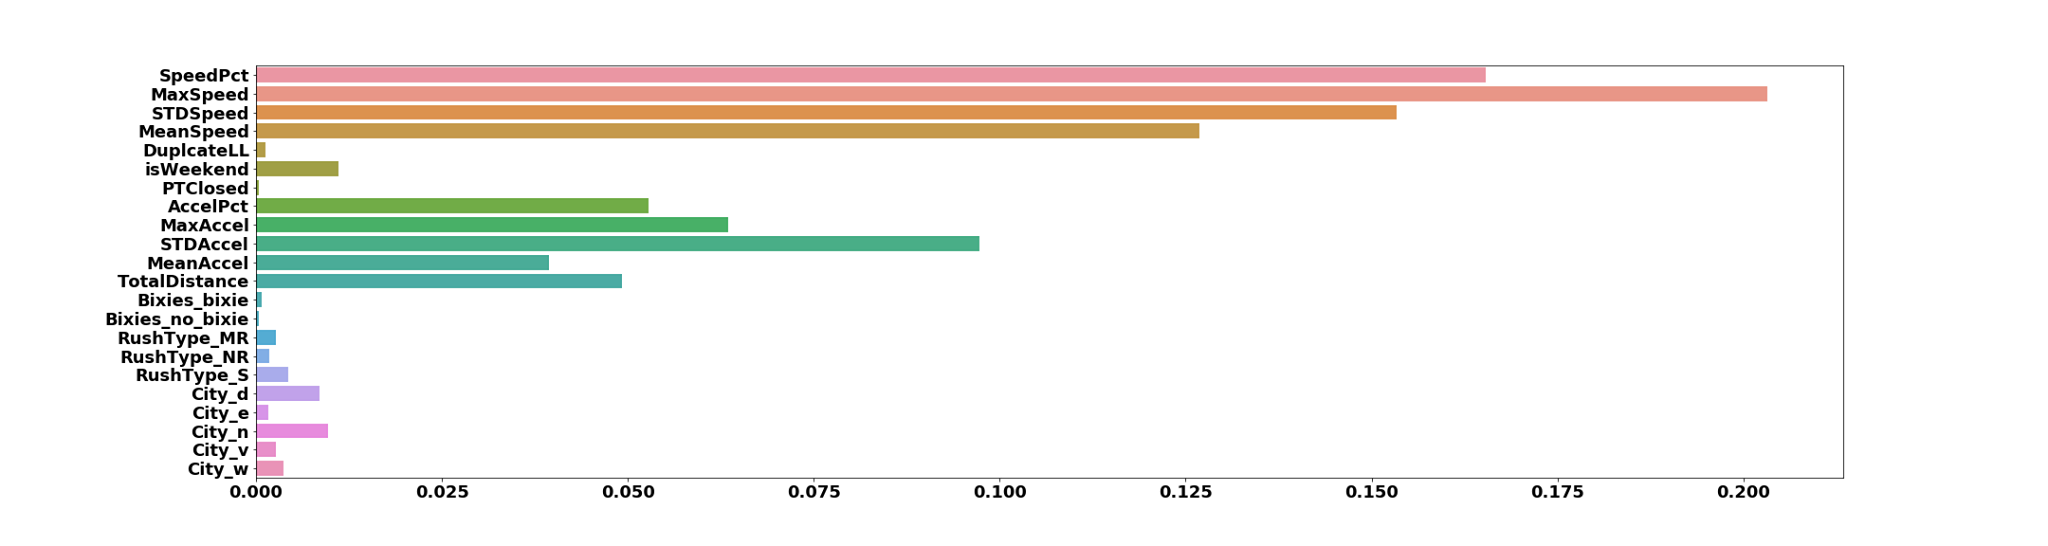 SpeedPct
MaxSpeed
STDSpeed
MeanSpeed
DuplcateLL
isWeekend
PTClosed
AccelPct
MaxAccel
STDAccel
MeanAccel
TotalDistance
Bixies_bixie
Bixies_no_bixie
RushType_MR
RushType_NR
RushType_S
City_d
City_e
City_n
City_v
City_w
0.000 0.025 0.050 0.075 0.100 0.125 0.150 0.175 0.200